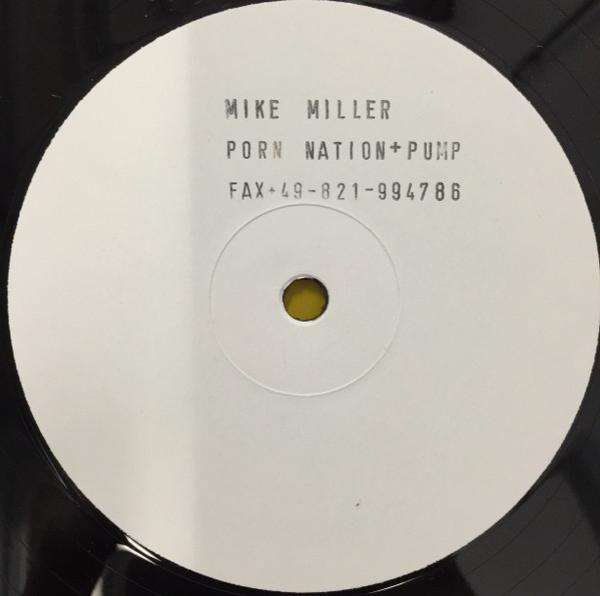 MIKE MILLER
PORN NATION+PUMP
FAX+49-821-994786